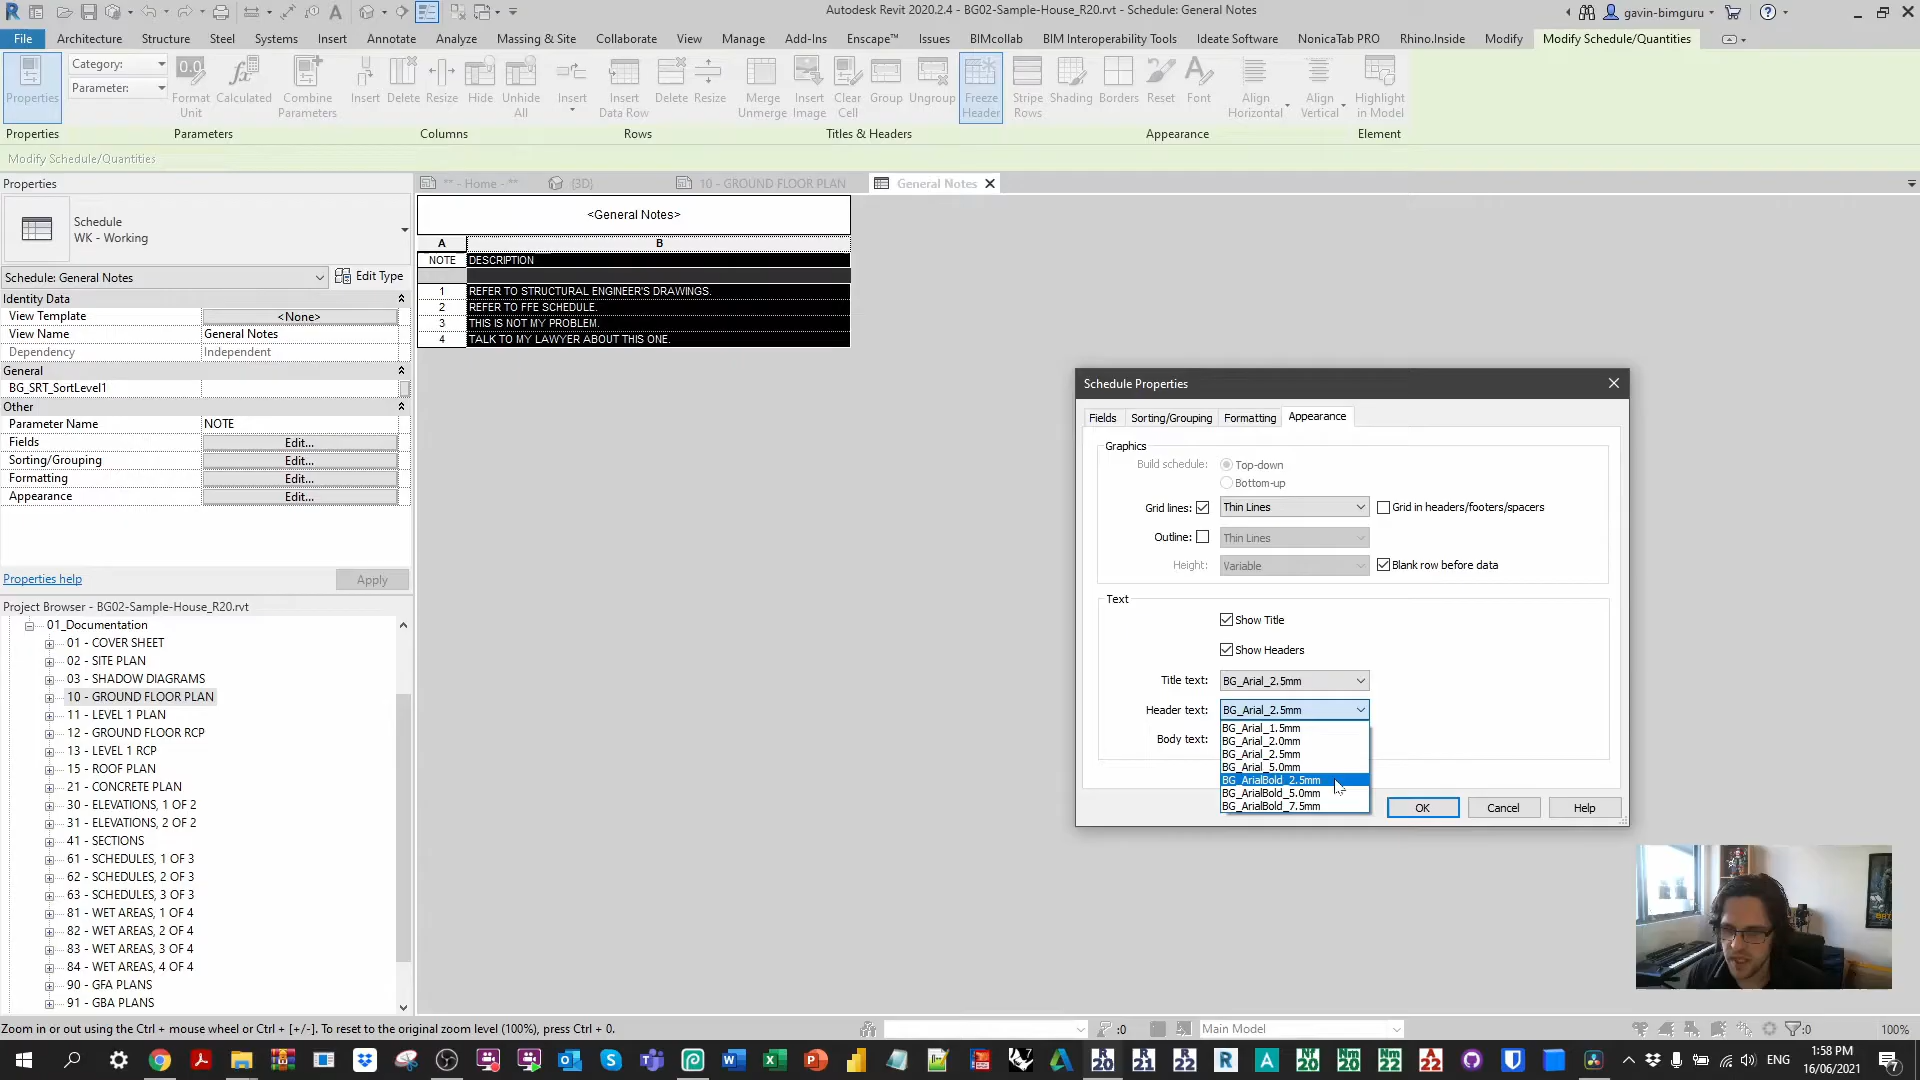 Autodesk Revit 2020.2.4 - BG02-Sample-House_R20.rvt - Schedule: General Notes
gavin-bimguru
File Architecture Structure Steel Systems Insert Annotate Analyze Massing & Site Collaborate View Manage Add-Ins Enscape™ Issues BIMcollab BIM Interoperability Tools Ideate Software NonicaTab PRO Rhino.Inside Modify Modify Schedule/Quantities
Category:
Parameter:
Properties Format Unit Calculated Combine Parameters Insert Delete Resize Hide Unhide All Insert Insert Data Row Delete Resize Merge Unmerge Insert Image Clear Cell Group Ungroup Freeze Header Stripe Rows Shading Borders Reset Font Align Horizontal Align Vertical Highlight in Model
Properties Parameters Columns Rows Titles & Headers Appearance Element
Modify Schedule/Quantities
Properties
** - Home - ** {3D} 10 - GROUND FLOOR PLAN General Notes
Schedule
WK - Working
Schedule: General Notes Edit Type
Identity Data
View Template <None>
View Name General Notes
Dependency Independent
General
BG_SRT_SortLevel1
Other
Parameter Name NOTE
Fields Edit...
Sorting/Grouping Edit...
Formatting Edit...
Appearance Edit...
Properties help Apply
Project Browser - BG02-Sample-House_R20.rvt
01_Documentation
01 - COVER SHEET
02 - SITE PLAN
03 - SHADOW DIAGRAMS
10 - GROUND FLOOR PLAN
11 - LEVEL 1 PLAN
12 - GROUND FLOOR RCP
13 - LEVEL 1 RCP
15 - ROOF PLAN
21 - CONCRETE PLAN
30 - ELEVATIONS, 1 OF 2
31 - ELEVATIONS, 2 OF 2
41 - SECTIONS
61 - SCHEDULES, 1 OF 3
62 - SCHEDULES, 2 OF 3
63 - SCHEDULES, 3 OF 3
81 - WET AREAS, 1 OF 4
82 - WET AREAS, 2 OF 4
83 - WET AREAS, 3 OF 4
84 - WET AREAS, 4 OF 4
90 - GFA PLANS
91 - GBA PLANS
<General Notes>
A B
NOTE DESCRIPTION
1 REFER TO STRUCTURAL ENGINEER'S DRAWINGS.
2 REFER TO FFE SCHEDULE.
3 THIS IS NOT MY PROBLEM.
4 TALK TO MY LAWYER ABOUT THIS ONE.
Schedule Properties
Fields Sorting/Grouping Formatting Appearance
Graphics
Build schedule: Top-down
Bottom-up
Grid lines: Thin Lines Grid in headers/footers/spacers
Outline: Thin Lines
Height: Variable Blank row before data
Text
Show Title
Show Headers
Title text: BG_Arial_2.5mm
Header text: BG_Arial_2.5mm
Body text:
BG_Arial_1.5mm
BG_Arial_2.0mm
BG_Arial_2.5mm
BG_Arial_5.0mm
BG_ArialBold_2.5mm
BG_ArialBold_5.0mm
BG_ArialBold_7.5mm
OK Cancel Help
Zoom in or out using the Ctrl + mouse wheel or Ctrl + [+/-]. To reset to the original zoom level (100%), press Ctrl + 0.
:0 Main Model :0 100%
ENG 1:58 PM
16/06/2021